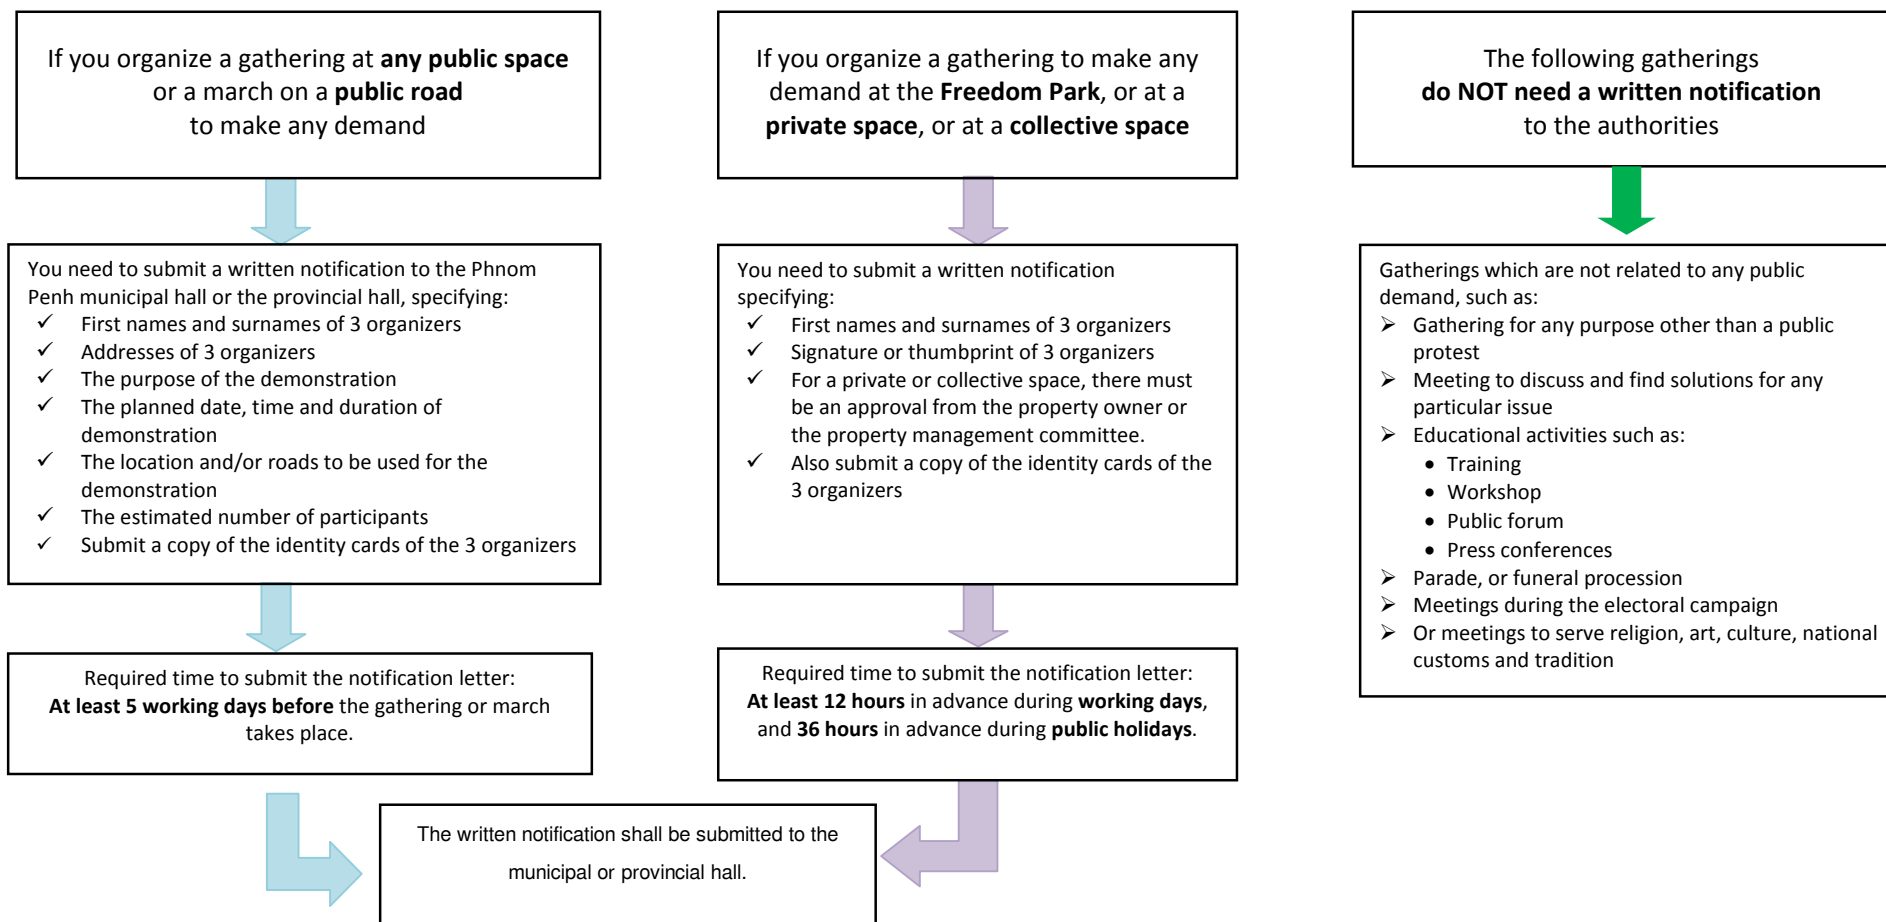 If you organize a gathering at any public space
or a march on a public road
to make any demand
You need to submit a written notification to the Phnom
Penh municipal hall or the provincial hall, specifying:
✓ First names and surnames of 3 organizers
✓ Addresses of 3 organizers
✓ The purpose of the demonstration
✓ The planned date, time and duration of
demonstration
✓ The location and/or roads to be used for the
demonstration
✓ The estimated number of participants
✓ Submit a copy of the identity cards of the 3 organizers
Required time to submit the notification letter:
At least 5 working days before the gathering or march
takes place.
If you organize a gathering to make any
demand at the Freedom Park, or at a
private space, or at a collective space
You need to submit a written notification
specifying:
✓ First names and surnames of 3 organizers
✓ Signature or thumbprint of 3 organizers
✓ For a private or collective space, there must
be an approval from the property owner or
the property management committee.
✓ Also submit a copy of the identity cards of the
3 organizers
Required time to submit the notification letter:
At least 12 hours in advance during working days,
and 36 hours in advance during public holidays.
The written notification shall be submitted to the
municipal or provincial hall.
The following gatherings
do NOT need a written notification
to the authorities
Gatherings which are not related to any public
demand, such as:
➢ Gathering for any purpose other than a public
protest
➢ Meeting to discuss and find solutions for any
particular issue
➢ Educational activities such as:
• Training
• Workshop
• Public forum
• Press conferences
➢ Parade, or funeral procession
➢ Meetings during the electoral campaign
➢ Or meetings to serve religion, art, culture, national
customs and tradition